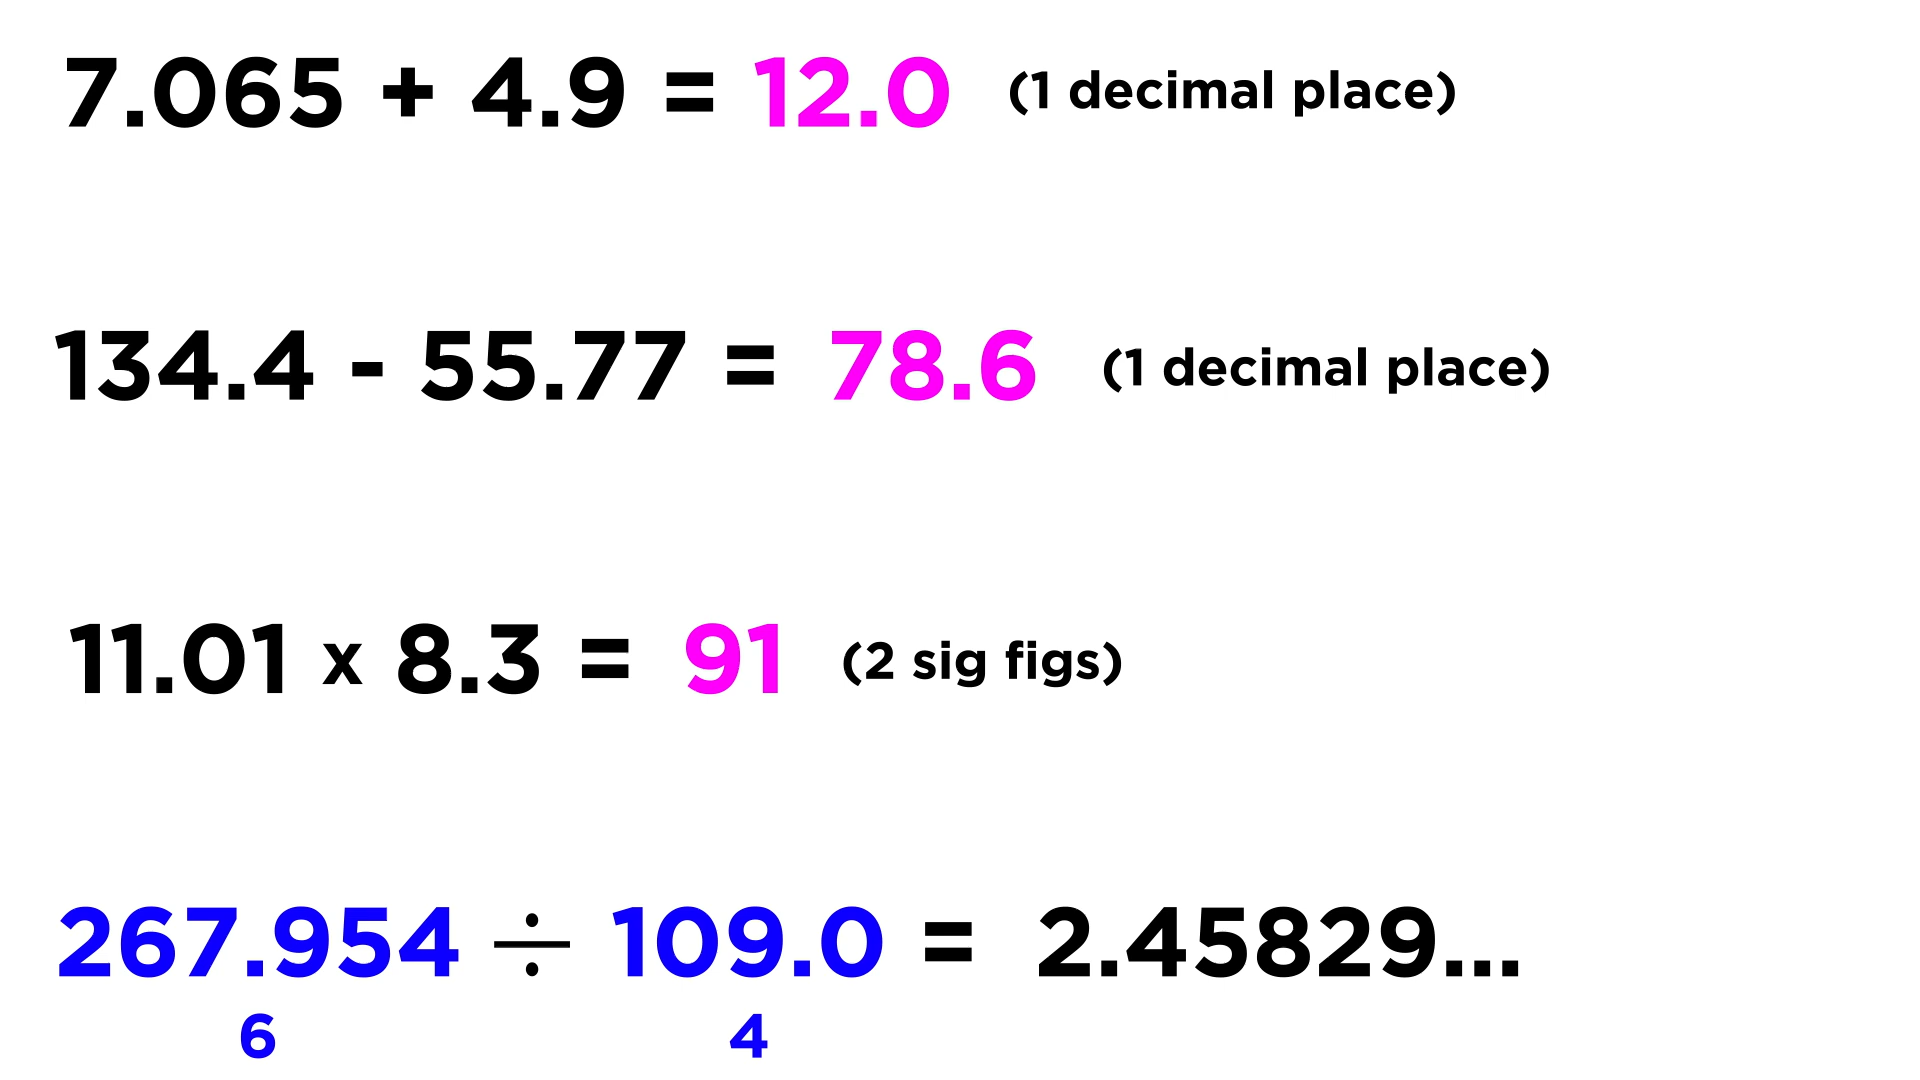 7.065 + 4.9 = 12.0 (1 decimal place)
134.4 - 55.77 = 78.6 (1 decimal place)
11.01 x 8.3 = 91 (2 sig figs)
267.954 ÷ 109.0 = 2.45829...
6 4